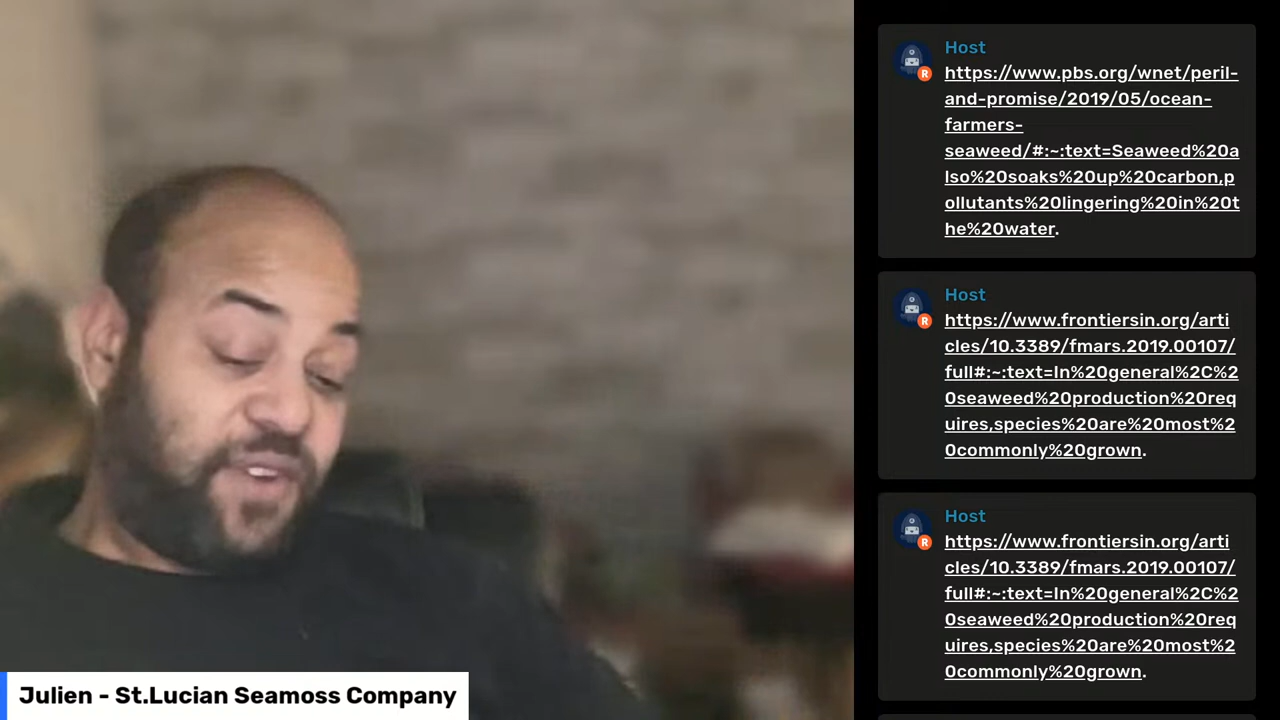 Host
https://www.pbs.org/wnet/peril-
and-promise/2019/05/ocean-
farmers-
seaweed/#:~:text=Seaweed%20a
lso%20soaks%20up%20carbon,p
ollutants%20lingering%20in%20t
he%20water.
R
Host
https://www.frontiersin.org/arti
cles/10.3389/fmars.2019.00107/
full#:~:text=In%20general%2C%2
0seaweed%20production%20req
uires,species%20are%20most%2
0commonly%20grown.
R
Host
https://www.frontiersin.org/arti
cles/10.3389/fmars.2019.00107/
full#:~:text=In%20general%2C%2
0seaweed%20production%20req
uires,species%20are%20most%2
0commonly%20grown.
R
Julien - St.Lucian Seamoss Company